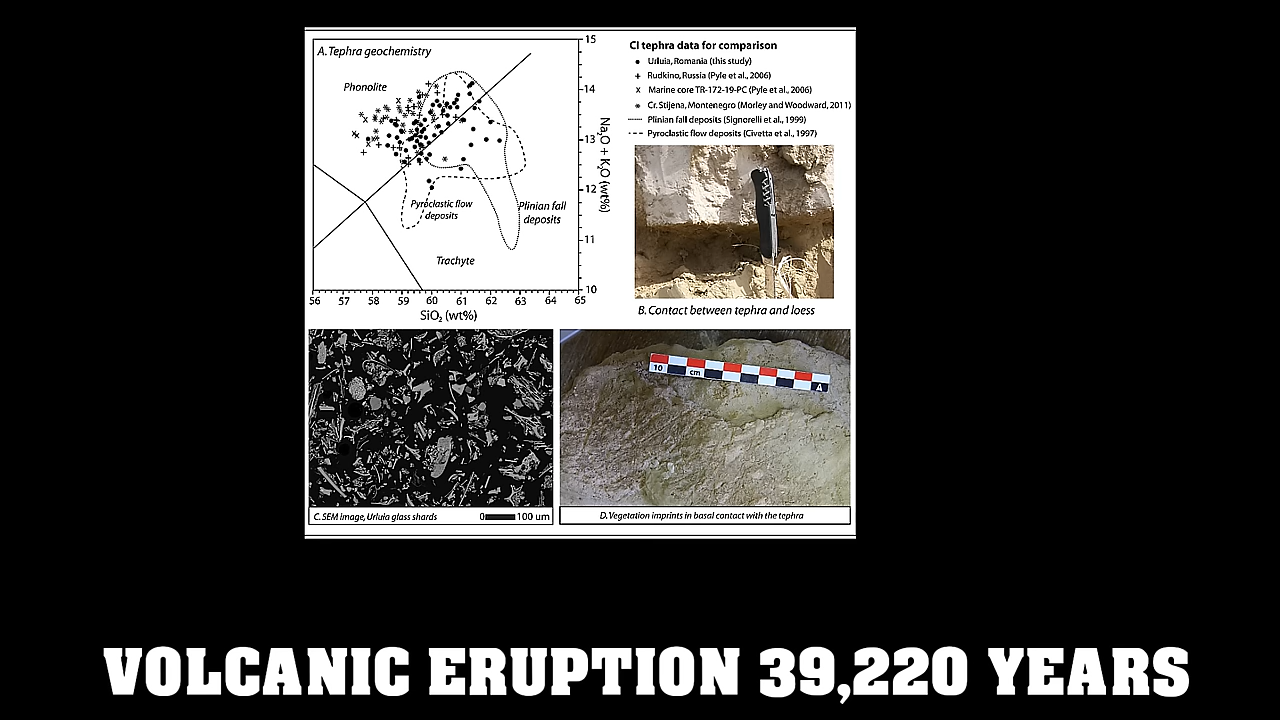 A. Tephra geochemistry
Phonolite
Pyroclastic flow
deposits
Plinian fall
deposits
Trachyte
15
14
13
12
11
10
Na₂O + K₂O (wt%)
56 57 58 59 60 61 62 63 64 65
SiO₂ (wt%)
CI tephra data for comparison
Urluia, Romania (this study)
Rudkino, Russia (Pyle et al., 2006)
Marine core TR-172-19-PC (Pyle et al., 2006)
Cr. Stijena, Montenegro (Morley and Woodward, 2011)
Plinian fall deposits (Signorelli et al., 1999)
Pyroclastic flow deposits (Civetta et al., 1997)
B. Contact between tephra and loess
10 cm A
C. SEM image, Urluia glass shards 0 100 um
D. Vegetation imprints in basal contact with the tephra
VOLCANIC ERUPTION 39,220 YEARS